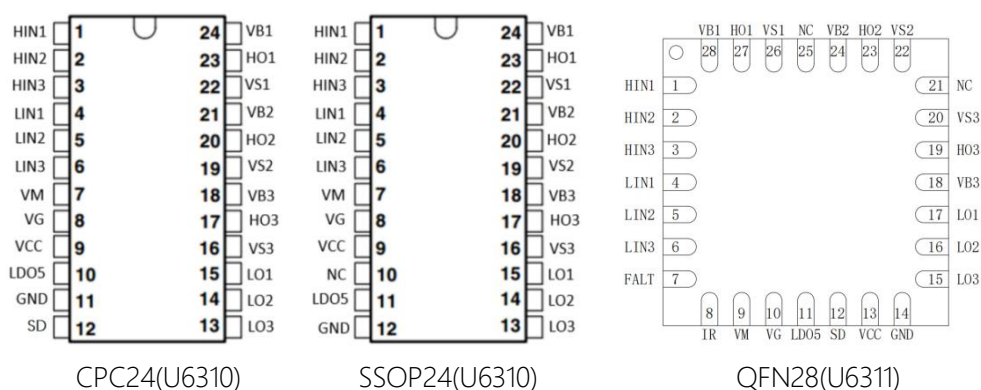 HIN1 1 24 VB1
HIN2 2 23 HO1
HIN3 3 22 VS1
LIN1 4 21 VB2
LIN2 5 20 HO2
LIN3 6 19 VS2
VM 7 18 VB3
VG 8 17 HO3
VCC 9 16 VS3
LDO5 10 15 LO1
GND 11 14 LO2
SD 12 13 LO3
CPC24(U6310)
HIN1 1 24 VB1
HIN2 2 23 HO1
HIN3 3 22 VS1
LIN1 4 21 VB2
LIN2 5 20 HO2
LIN3 6 19 VS2
VM 7 18 VB3
VG 8 17 HO3
VCC 9 16 VS3
NC 10 15 LO1
LDO5 11 14 LO2
GND 12 13 LO3
SSOP24(U6310)
VB1 HO1 VS1 NC VB2 HO2 VS2
28 27 26 25 24 23 22
HIN1 1 21 NC
HIN2 2 20 VS3
HIN3 3 19 HO3
LIN1 4 18 VB3
LIN2 5 17 LO1
LIN3 6 16 LO2
FALT 7 15 LO3
8 9 10 11 12 13 14
IR VM VG LDO5 SD VCC GND
QFN28(U6311)